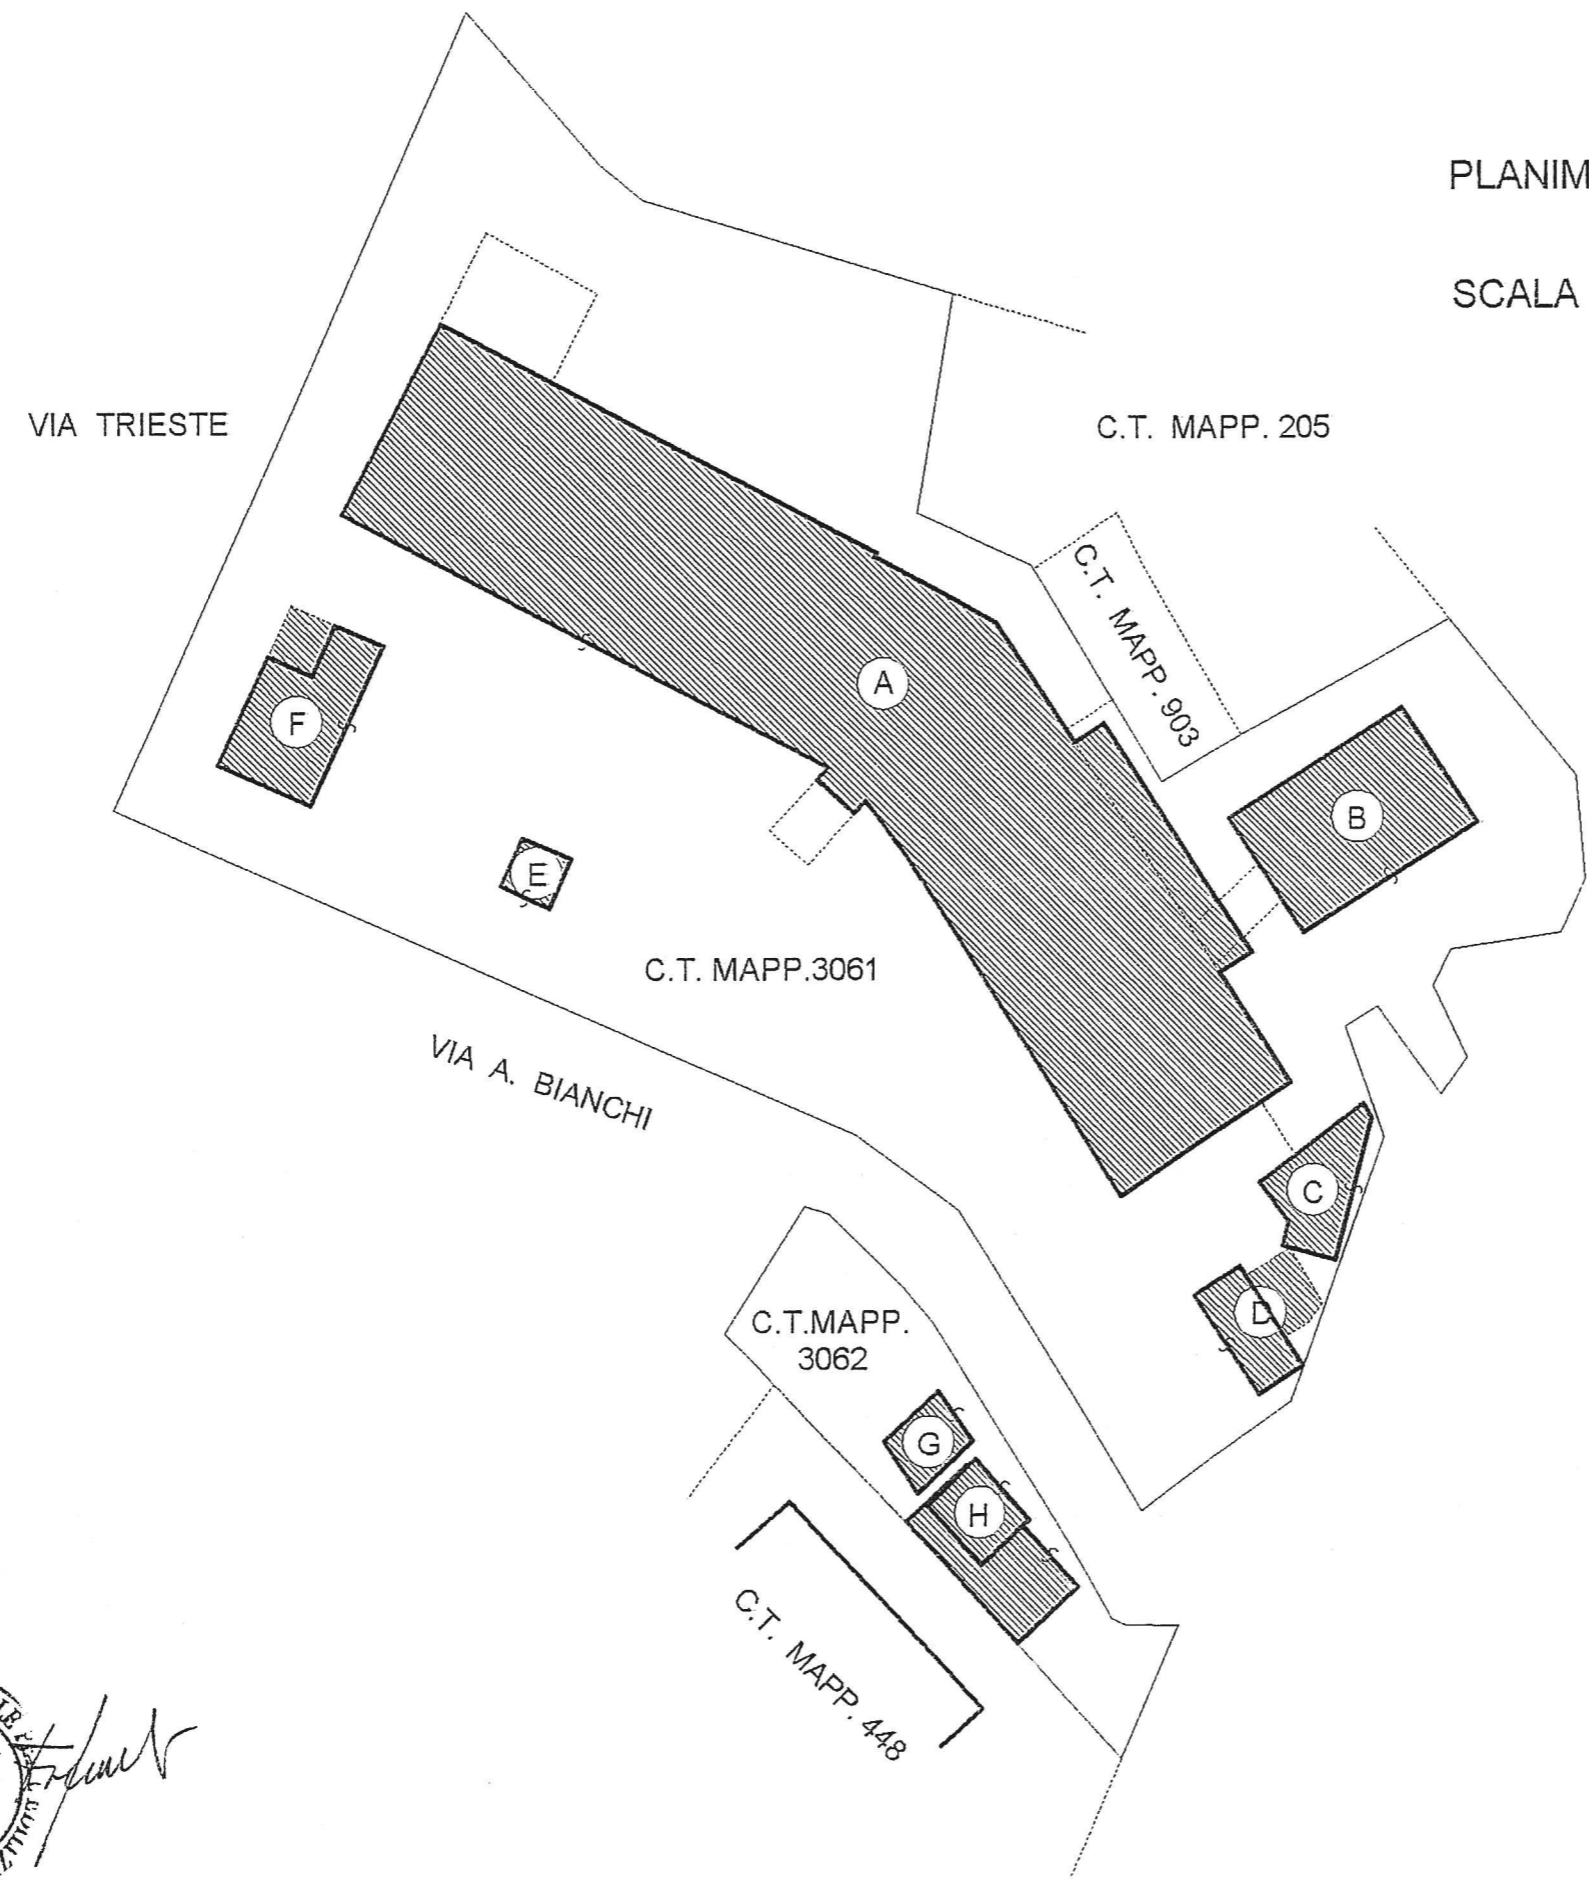 PLANIM
SCALA
VIA TRIESTE
C.T. MAPP. 205
C.T. MAPP. 903
A
F
B
E
C.T. MAPP.3061
VIA A. BIANCHI
C
D
C.T.MAPP.
3062
G
H
C.T. MAPP. 448